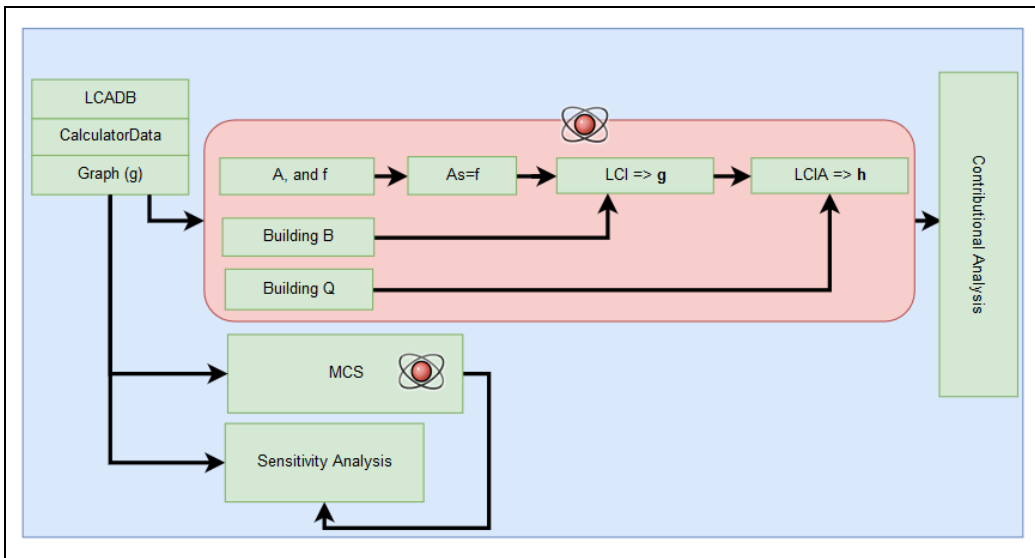 LCADB
CalculatorData
Graph (g)
A, and f
As=f
LCI => g
LCIA => h
Building B
Building Q
MCS
Sensitivity Analysis
Contributional Analysis